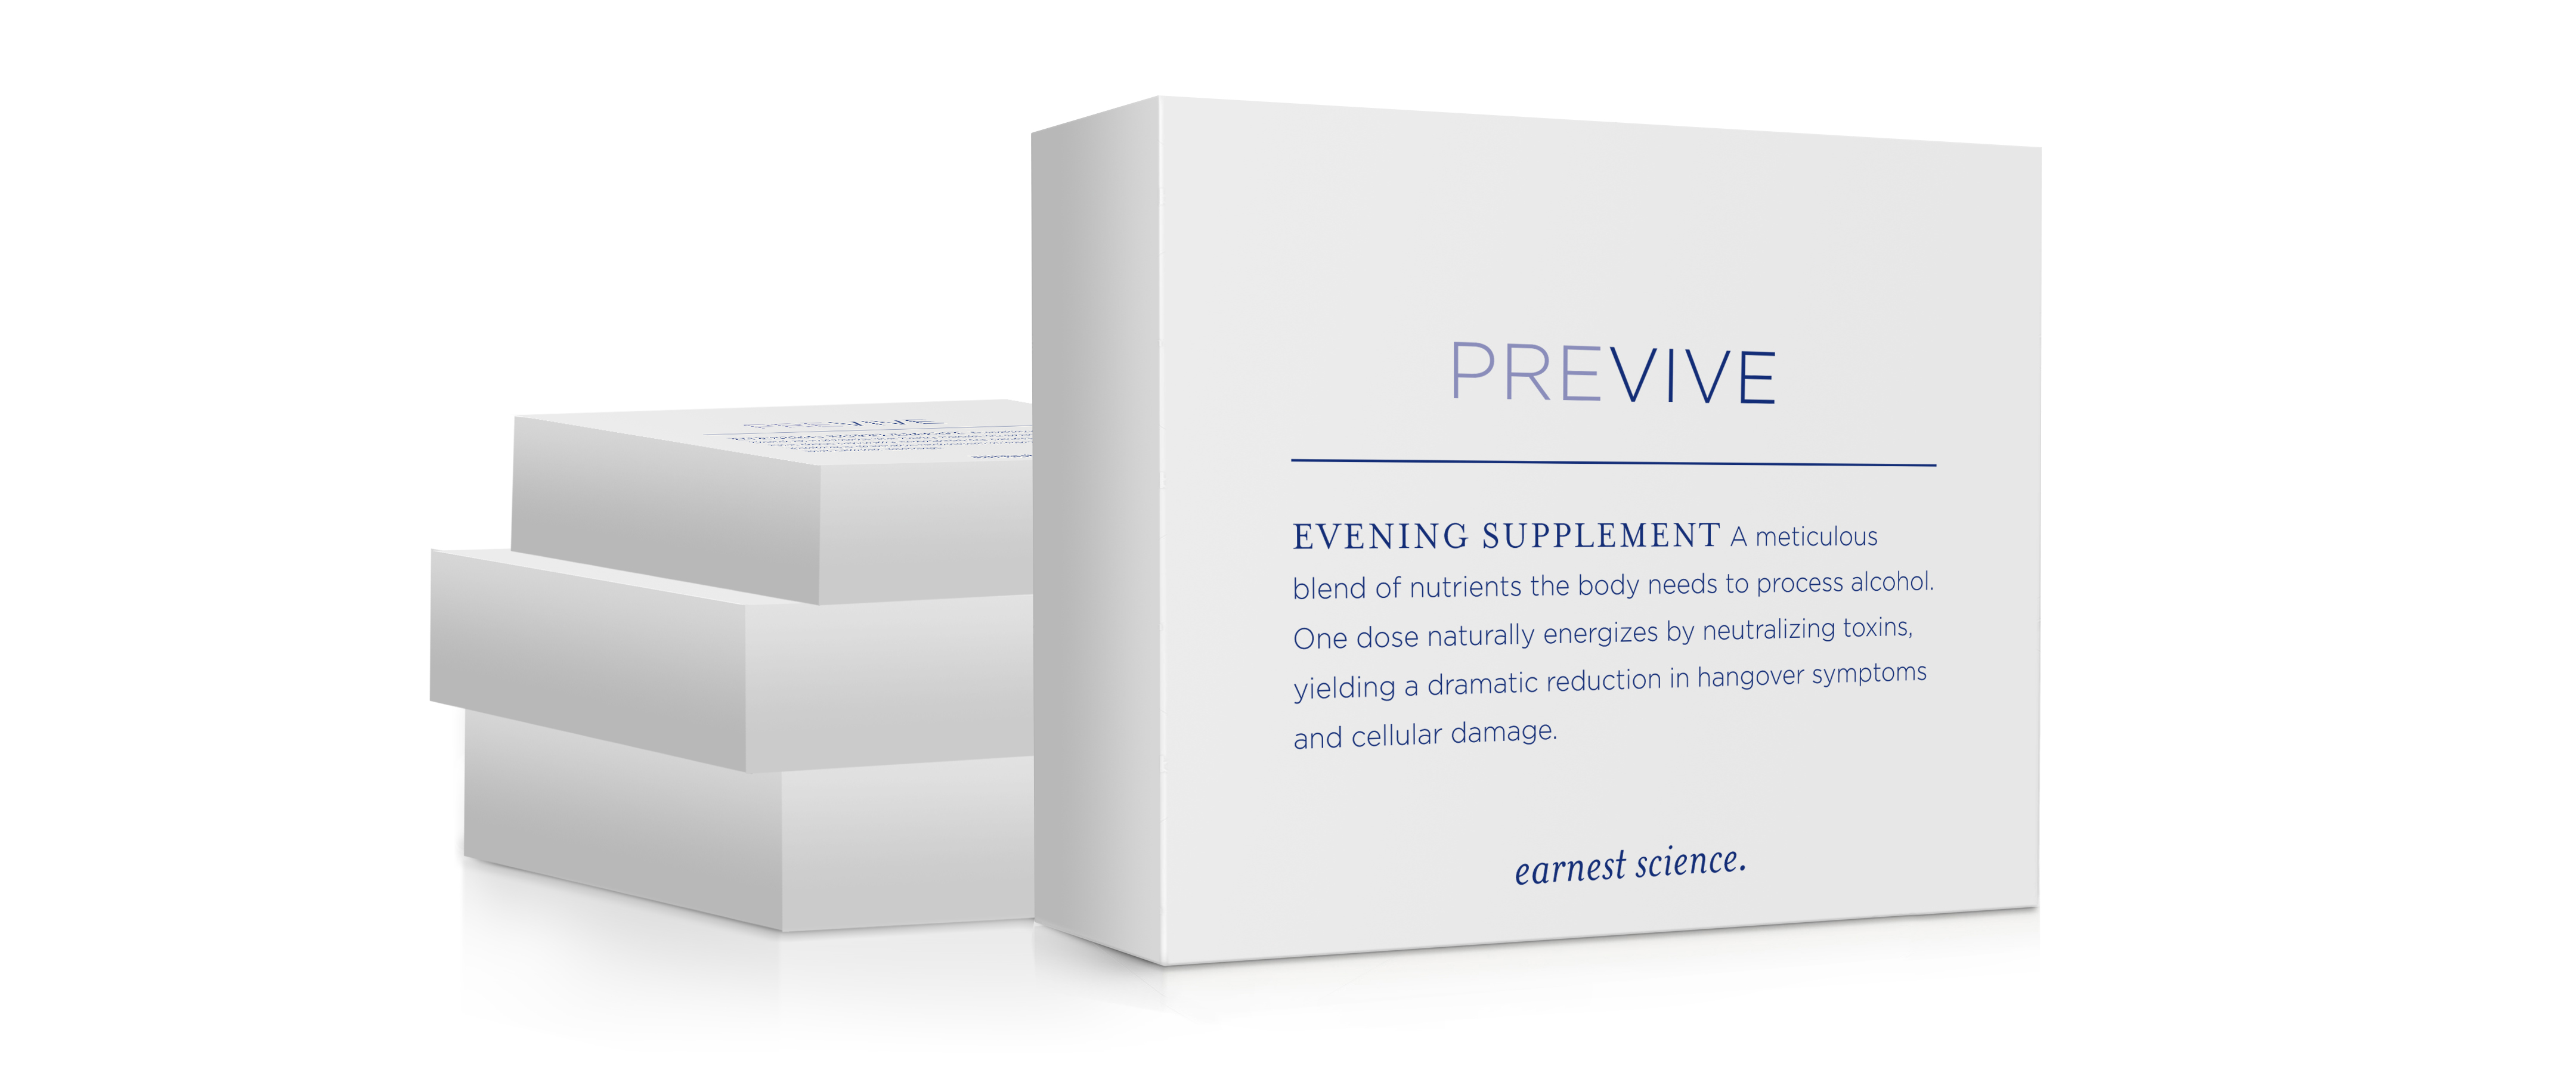 PREVIVE
EVENING SUPPLEMENT A meticulous
blend of nutrients the body needs to process alcohol.
One dose naturally energizes by neutralizing toxins,
yielding a dramatic reduction in hangover symptoms
and cellular damage.
earnest science.